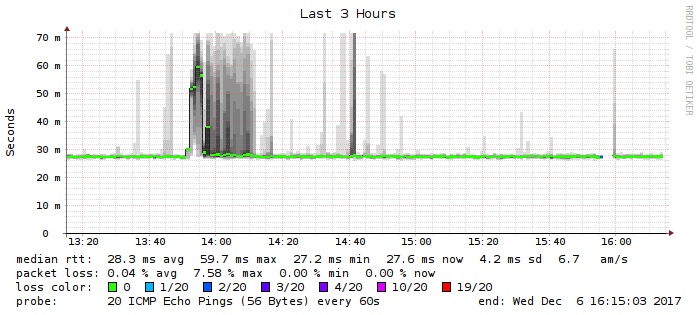 Last 3 Hours
RRDTOOL / TOBI OETIKER
Seconds
70 m
60 m
50 m
40 m
30 m
20 m
10 m
0
13:20 13:40 14:00 14:20 14:40 15:00 15:20 15:40 16:00
median rtt: 28.3 ms avg 59.7 ms max 27.2 ms min 27.6 ms now 4.2 ms sd 6.7 am/s
packet loss: 0.04 % avg 7.58 % max 0.00 % min 0.00 % now
loss color: 0 1/20 2/20 3/20 4/20 10/20 19/20
probe: 20 ICMP Echo Pings (56 Bytes) every 60s end: Wed Dec 6 16:15:03 2017